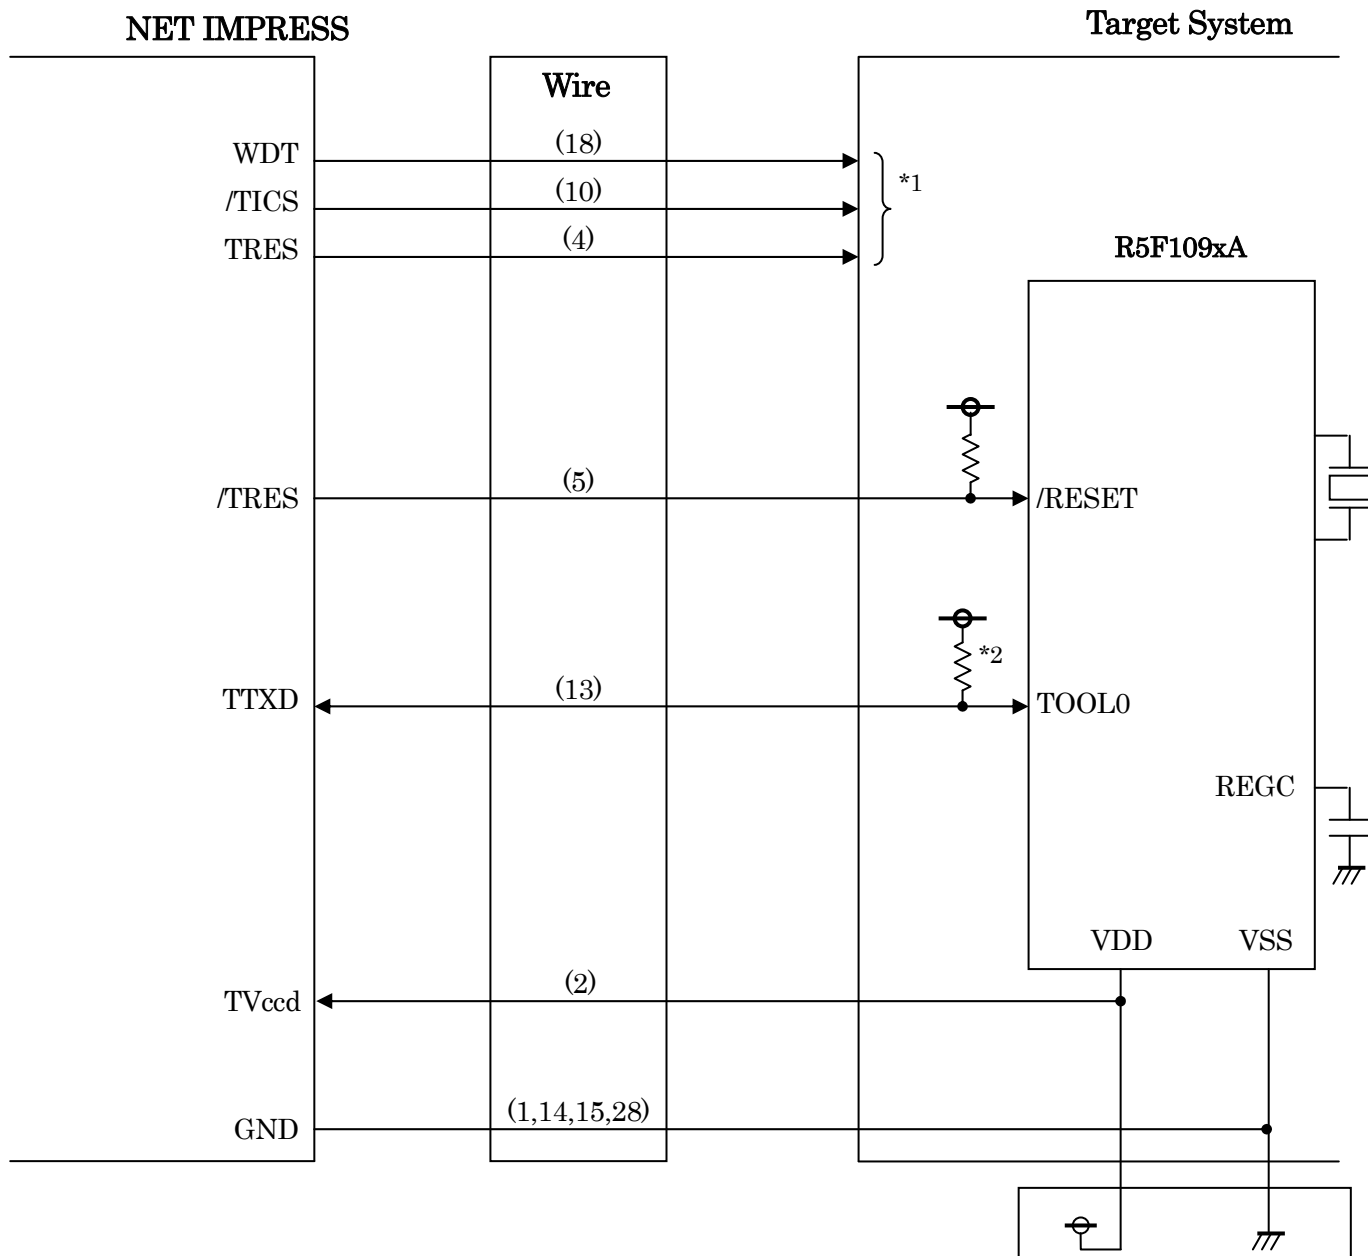 NET IMPRESS
Target System
Wire
WDT
(18)
/TICS
(10)
*1
TRES
(4)
R5F109xA
/TRES
(5)
/RESET
TTXD
(13)
*2
TOOL0
REGC
VDD
VSS
TVccd
(2)
GND
(1,14,15,28)